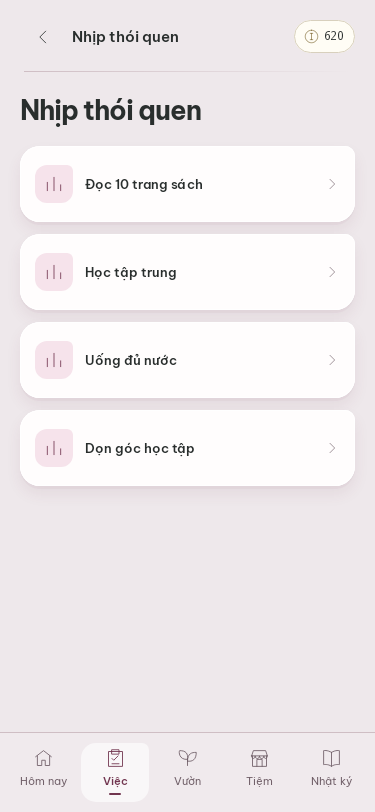 Nhịp thói quen
620
Nhịp thói quen
Đọc 10 trang sách
Học tập trung
Uống đủ nước
Dọn góc học tập
Hôm nay
Việc
Vườn
Tiệm
Nhật ký